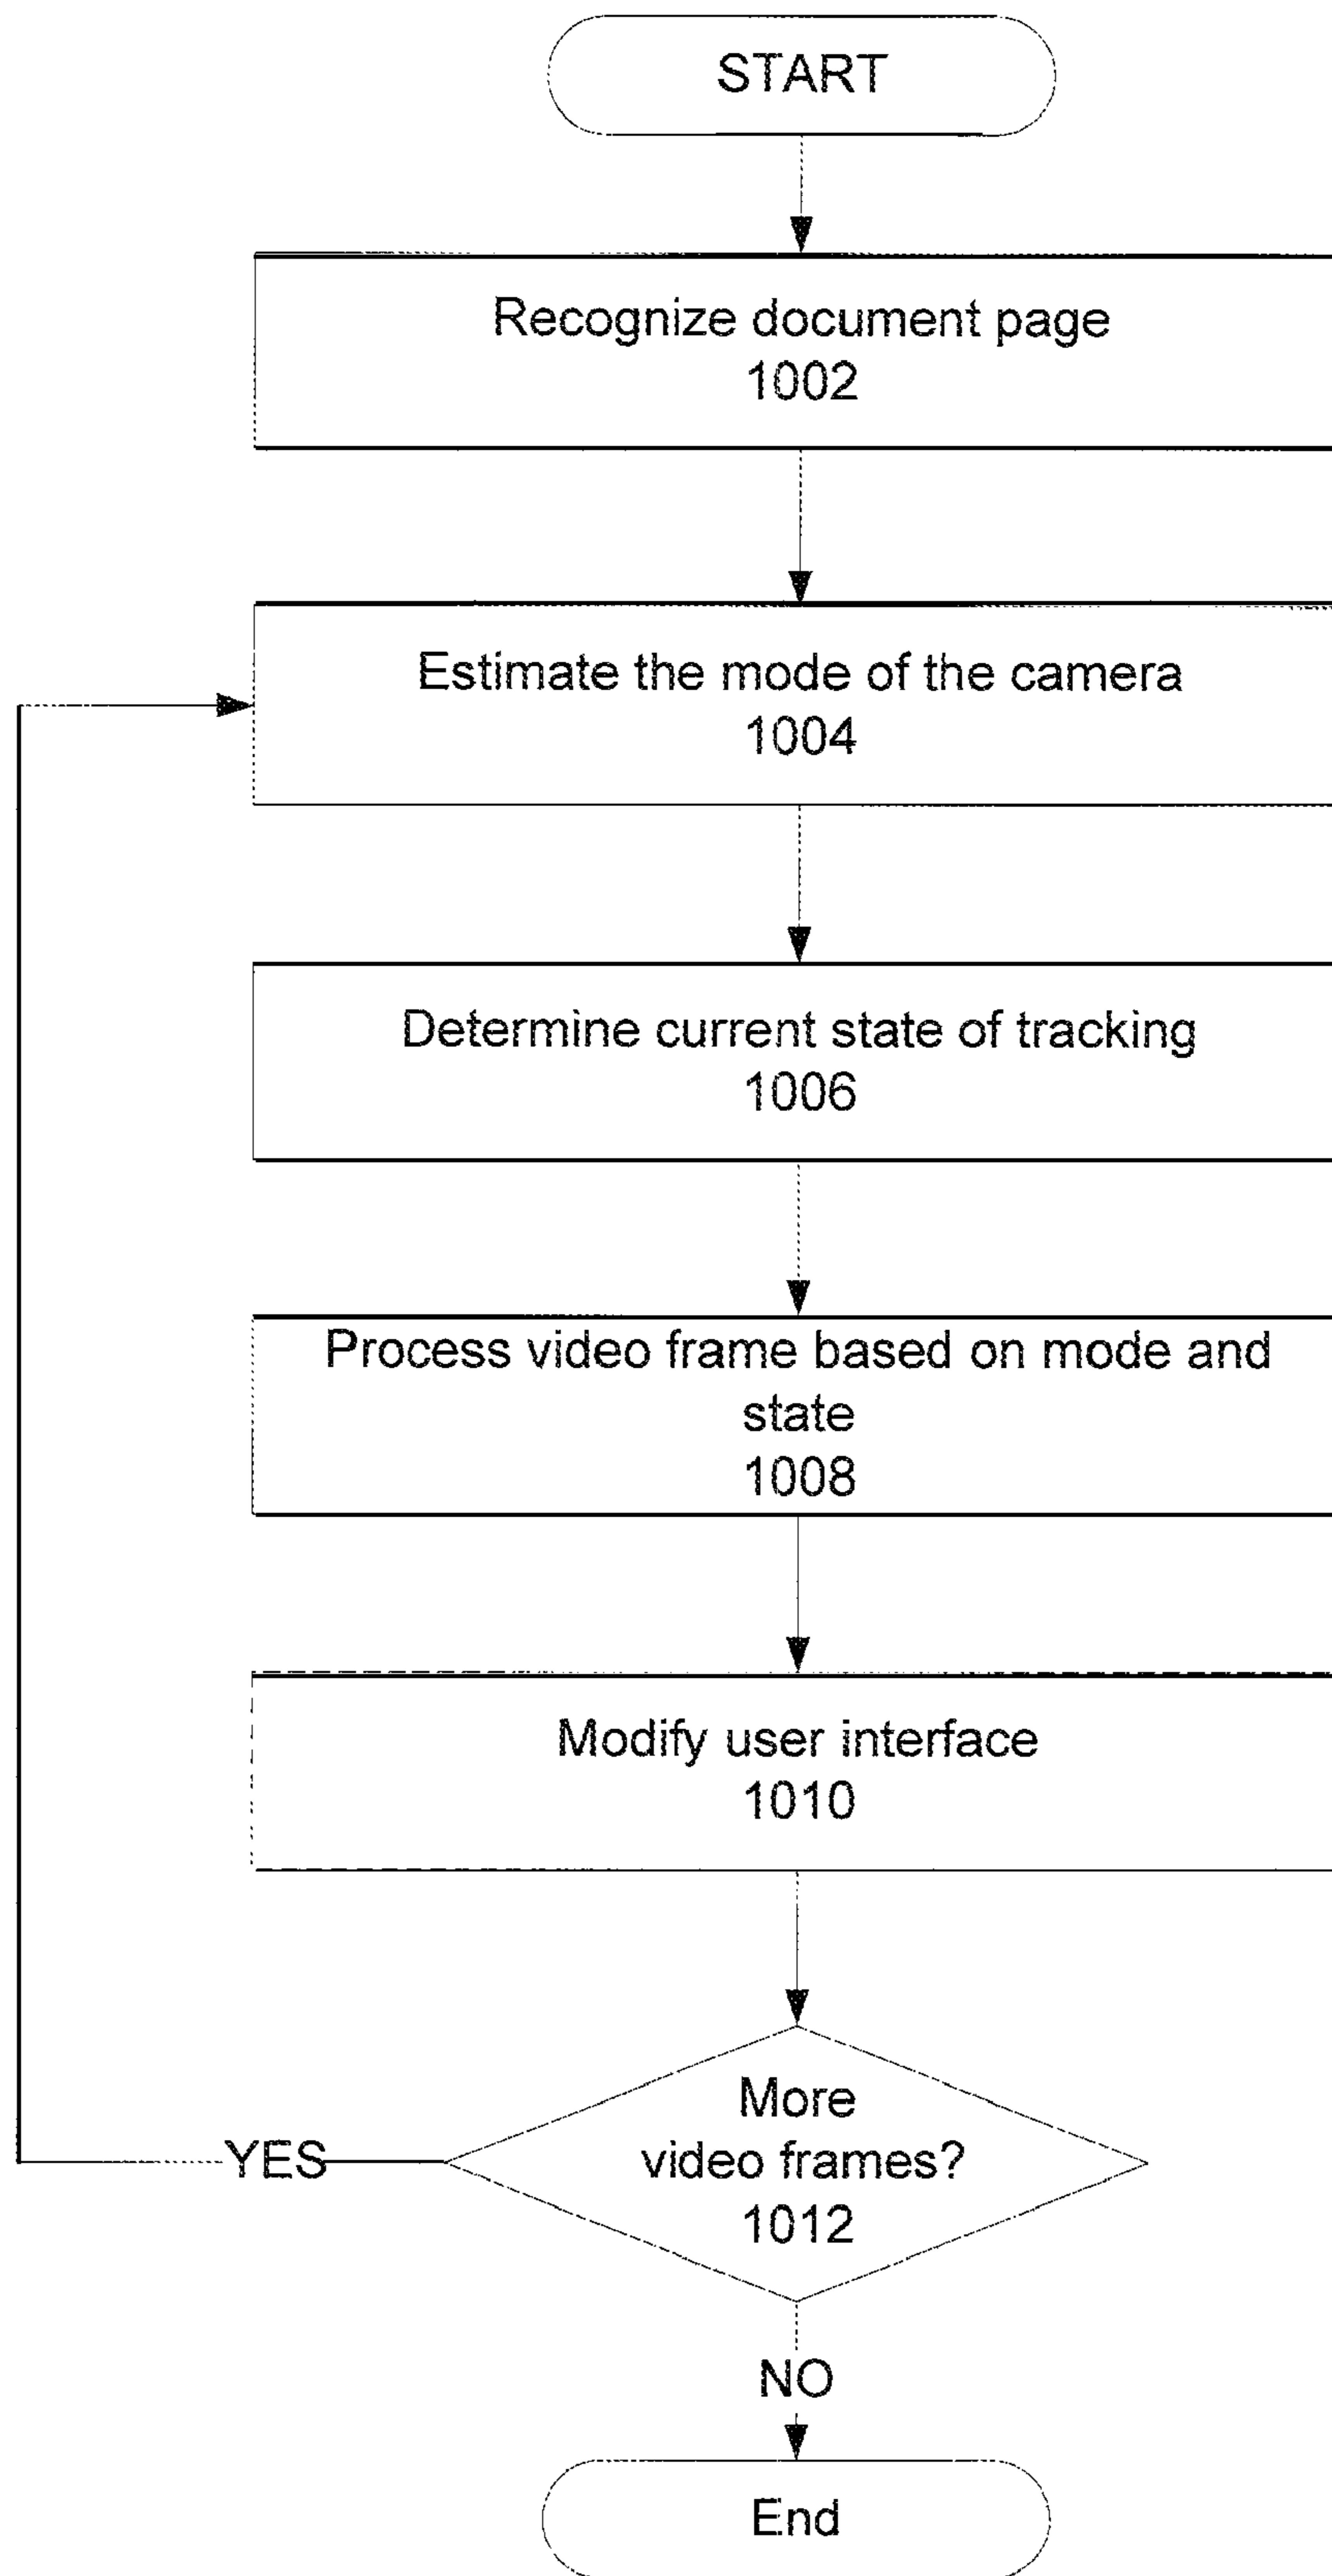 START
Recognize document page
1002
Estimate the mode of the camera
1004
Determine current state of tracking
1006
Process video frame based on mode and
state
1008
Modify user interface
1010
More
video frames?
1012
YES
NO
End